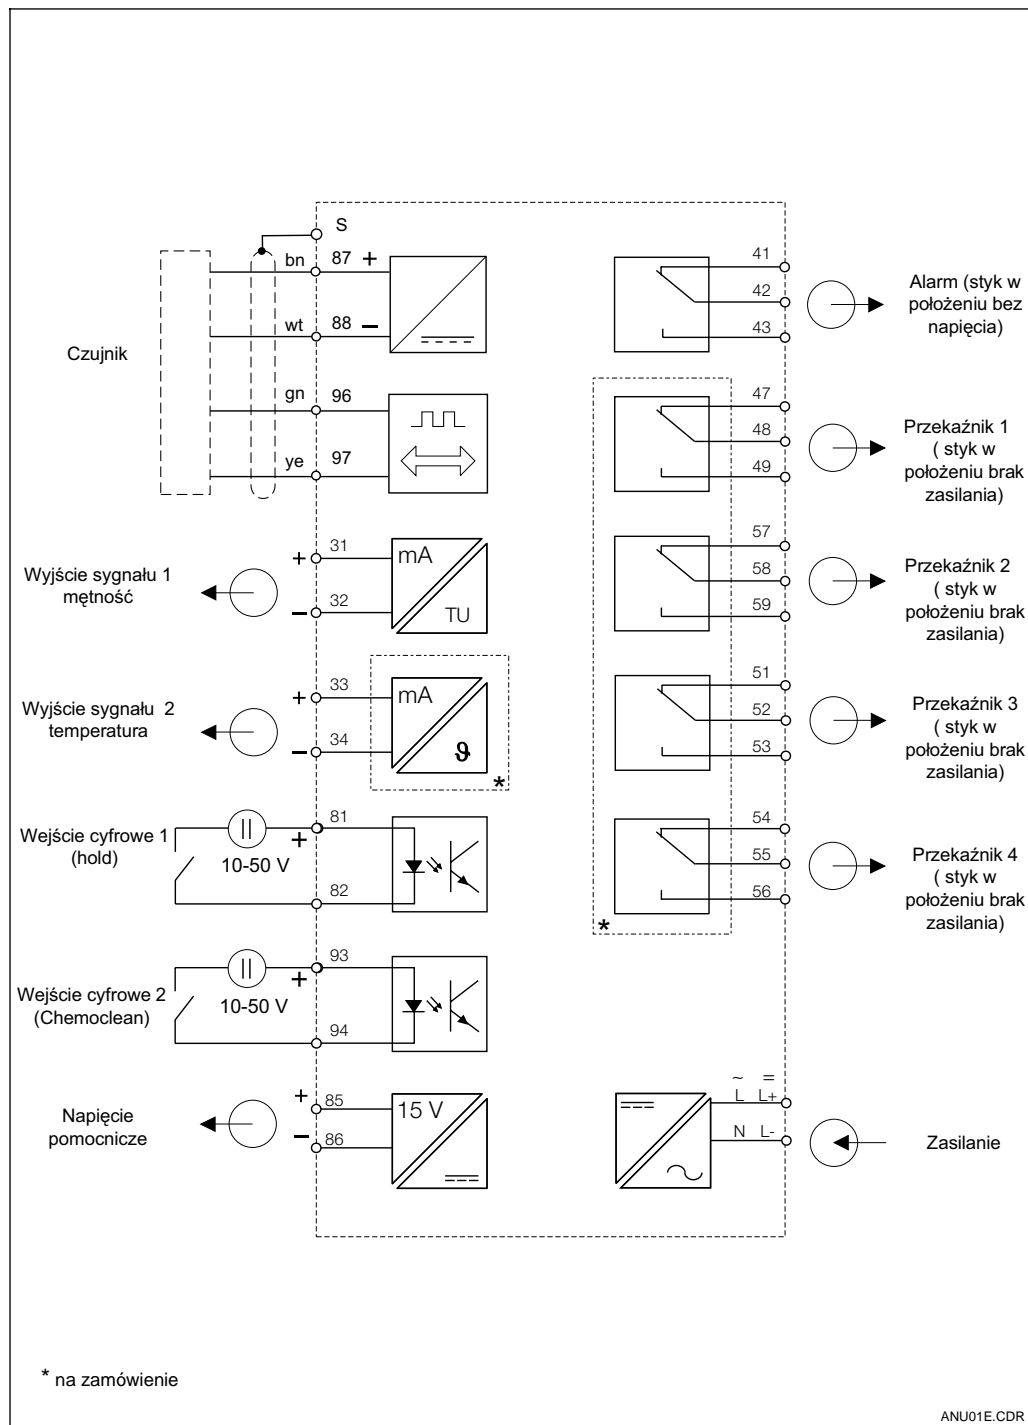 S
bn 87 +
wt 88 −
Czujnik
gn 96
ye 97
+ 31 mA
Wyjście sygnału 1
mętność
− 32 TU
+ 33 mA
Wyjście sygnału 2
temperatura
− 34 ϑ
*
81
+
Wejście cyfrowe 1
(hold)
10-50 V
82
93
+
Wejście cyfrowe 2
(Chemoclean)
10-50 V
94
+ 85 15 V
Napięcie
pomocnicze
− 86
41
42
43
Alarm (styk w
położeniu bez
napięcia)
47
48
49
Przekaźnik 1
( styk w
położeniu brak
zasilania)
57
58
59
Przekaźnik 2
( styk w
położeniu brak
zasilania)
51
52
53
Przekaźnik 3
( styk w
położeniu brak
zasilania)
54
55
56
Przekaźnik 4
( styk w
położeniu brak
zasilania)
*
~ =
L L+
N L-
Zasilanie
* na zamówienie
ANU01E.CDR